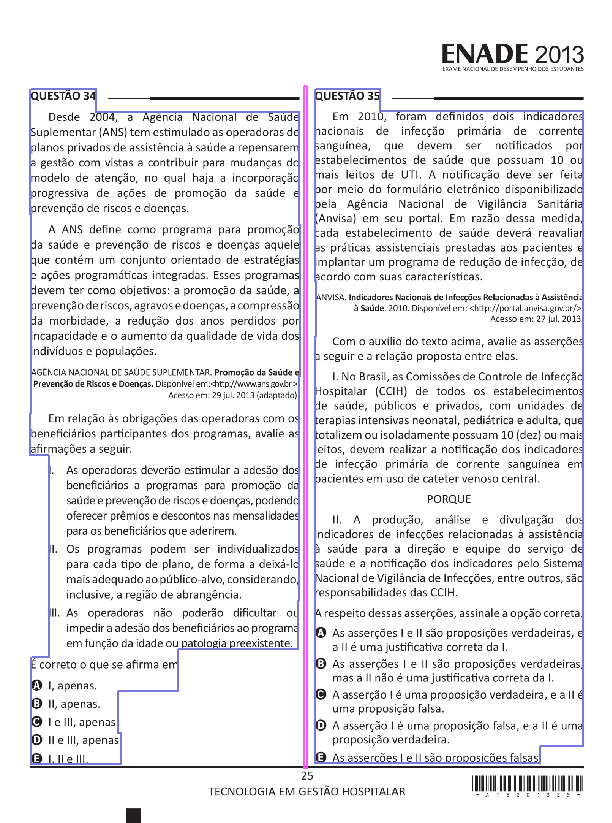 ENADE 2013
EXAME NACIONAL DE DESEMPENHO DOS ESTUDANTES
QUESTÃO 34
Desde 2004, a Agência Nacional de Saúde
Suplementar (ANS) tem estimulado as operadoras de
planos privados de assistência à saúde a repensarem
a gestão com vistas a contribuir para mudanças do
modelo de atenção, no qual haja a incorporação
progressiva de ações de promoção da saúde e
prevenção de riscos e doenças.
A ANS define como programa para promoção
da saúde e prevenção de riscos e doenças aquele
que contém um conjunto orientado de estratégias
e ações programáticas integradas. Esses programas
devem ter como objetivos: a promoção da saúde, a
prevenção de riscos, agravos e doenças, a compressão
da morbidade, a redução dos anos perdidos por
incapacidade e o aumento da qualidade de vida dos
indivíduos e populações.
AGÊNCIA NACIONAL DE SAÚDE SUPLEMENTAR. Promoção da Saúde e
Prevenção de Riscos e Doenças. Disponível em:<http://www.ans.gov.br>
Acesso em: 29 jul. 2013 (adaptado)
Em relação às obrigações das operadoras com os
beneficiários participantes dos programas, avalie as
afirmações a seguir.
I. As operadoras deverão estimular a adesão dos
beneficiários a programas para promoção da
saúde e prevenção de riscos e doenças, podendo
oferecer prêmios e descontos nas mensalidades
para os beneficiários que aderirem.
II. Os programas podem ser individualizados
para cada tipo de plano, de forma a deixá-lo
mais adequado ao público-alvo, considerando,
inclusive, a região de abrangência.
III. As operadoras não poderão dificultar ou
impedir a adesão dos beneficiários ao programa
em função da idade ou patologia preexistente.
É correto o que se afirma em
A I, apenas.
B II, apenas.
C I e III, apenas
D II e III, apenas
E I, II e III.
QUESTÃO 35
Em 2010, foram definidos dois indicadores
nacionais de infecção primária de corrente
sanguínea, que devem ser notificados por
estabelecimentos de saúde que possuam 10 ou
mais leitos de UTI. A notificação deve ser feita
por meio do formulário eletrônico disponibilizado
pela Agência Nacional de Vigilância Sanitária
(Anvisa) em seu portal. Em razão dessa medida,
cada estabelecimento de saúde deverá reavaliar
as práticas assistenciais prestadas aos pacientes e
implantar um programa de redução de infecção, de
acordo com suas características.
ANVISA. Indicadores Nacionais de Infecções Relacionadas à Assistência
à Saúde. 2010. Disponível em: <http://portal.anvisa.gov.br/>
Acesso em: 27 jul. 2013
Com o auxílio do texto acima, avalie as asserções
a seguir e a relação proposta entre elas.
I. No Brasil, as Comissões de Controle de Infecção
Hospitalar (CCIH) de todos os estabelecimentos
de saúde, públicos e privados, com unidades de
terapias intensivas neonatal, pediátrica e adulta, que
totalizem ou isoladamente possuam 10 (dez) ou mais
leitos, devem realizar a notificação dos indicadores
de infecção primária de corrente sanguínea em
pacientes em uso de cateter venoso central.
PORQUE
II. A produção, análise e divulgação dos
indicadores de infecções relacionadas à assistência
à saúde para a direção e equipe do serviço de
saúde e a notificação dos indicadores pelo Sistema
Nacional de Vigilância de Infecções, entre outros, são
responsabilidades das CCIH.
A respeito dessas asserções, assinale a opção correta.
A As asserções I e II são proposições verdadeiras, e
a II é uma justificativa correta da I.
B As asserções I e II são proposições verdadeiras,
mas a II não é uma justificativa correta da I.
C A asserção I é uma proposição verdadeira, e a II é
uma proposição falsa.
D A asserção I é uma proposição falsa, e a II é uma
proposição verdadeira.
E As asserções I e II são proposições falsas
25
TECNOLOGIA EM GESTÃO HOSPITALAR